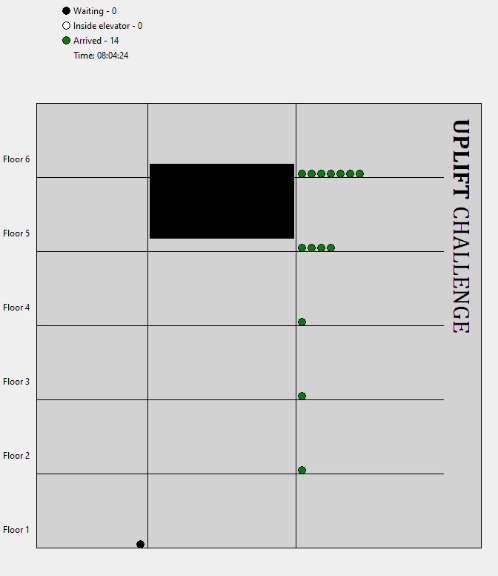 Waiting - 0
Inside elevator - 0
Arrived - 14
Time: 08:04:24
UPLIFT CHALLENGE
Floor 6
Floor 5
Floor 4
Floor 3
Floor 2
Floor 1